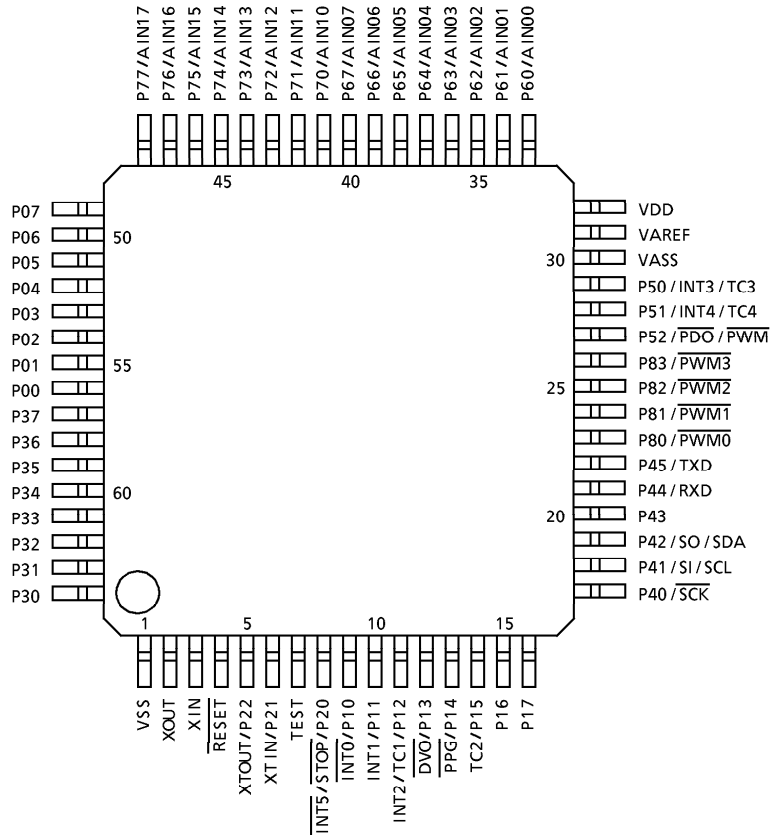 P77/AIN17
P76/AIN16
P75/AIN15
P74/AIN14
P73/AIN13
P72/AIN12
P71/AIN11
P70/AIN10
P67/AIN07
P66/AIN06
P65/AIN05
P64/AIN04
P63/AIN03
P62/AIN02
P61/AIN01
P60/AIN00
45
40
35
P07
P06
P05
P04
P03
P02
P01
P00
P37
P36
P35
P34
P33
P32
P31
P30
50
55
60
30
25
20
VDD
VAREF
VASS
P50/INT3/TC3
P51/INT4/TC4
P52/PDO/PWM
P83/PWM3
P82/PWM2
P81/PWM1
P80/PWM0
P45/TXD
P44/RXD
P43
P42/SO/SDA
P41/SI/SCL
P40/SCK
1
5
10
15
VSS
XOUT
XIN
RESET
XTOUT/P22
XTIN/P21
TEST
INT5/STOP/P20
INT0/P10
INT1/P11
INT2/TC1/P12
DVO/P13
PPG/P14
TC2/P15
P16
P17